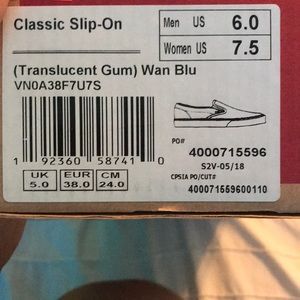 Classic Slip-On
Men US 6.0
Women US 7.5
(Translucent Gum) Wan Blu
VN0A38F7U7S
1 92360 58741 0
PO#
4000715596
S2V-05/18
CPSIA PO/CUT#
400071559600110
UK 5.0
EUR 38.0
CM 24.0